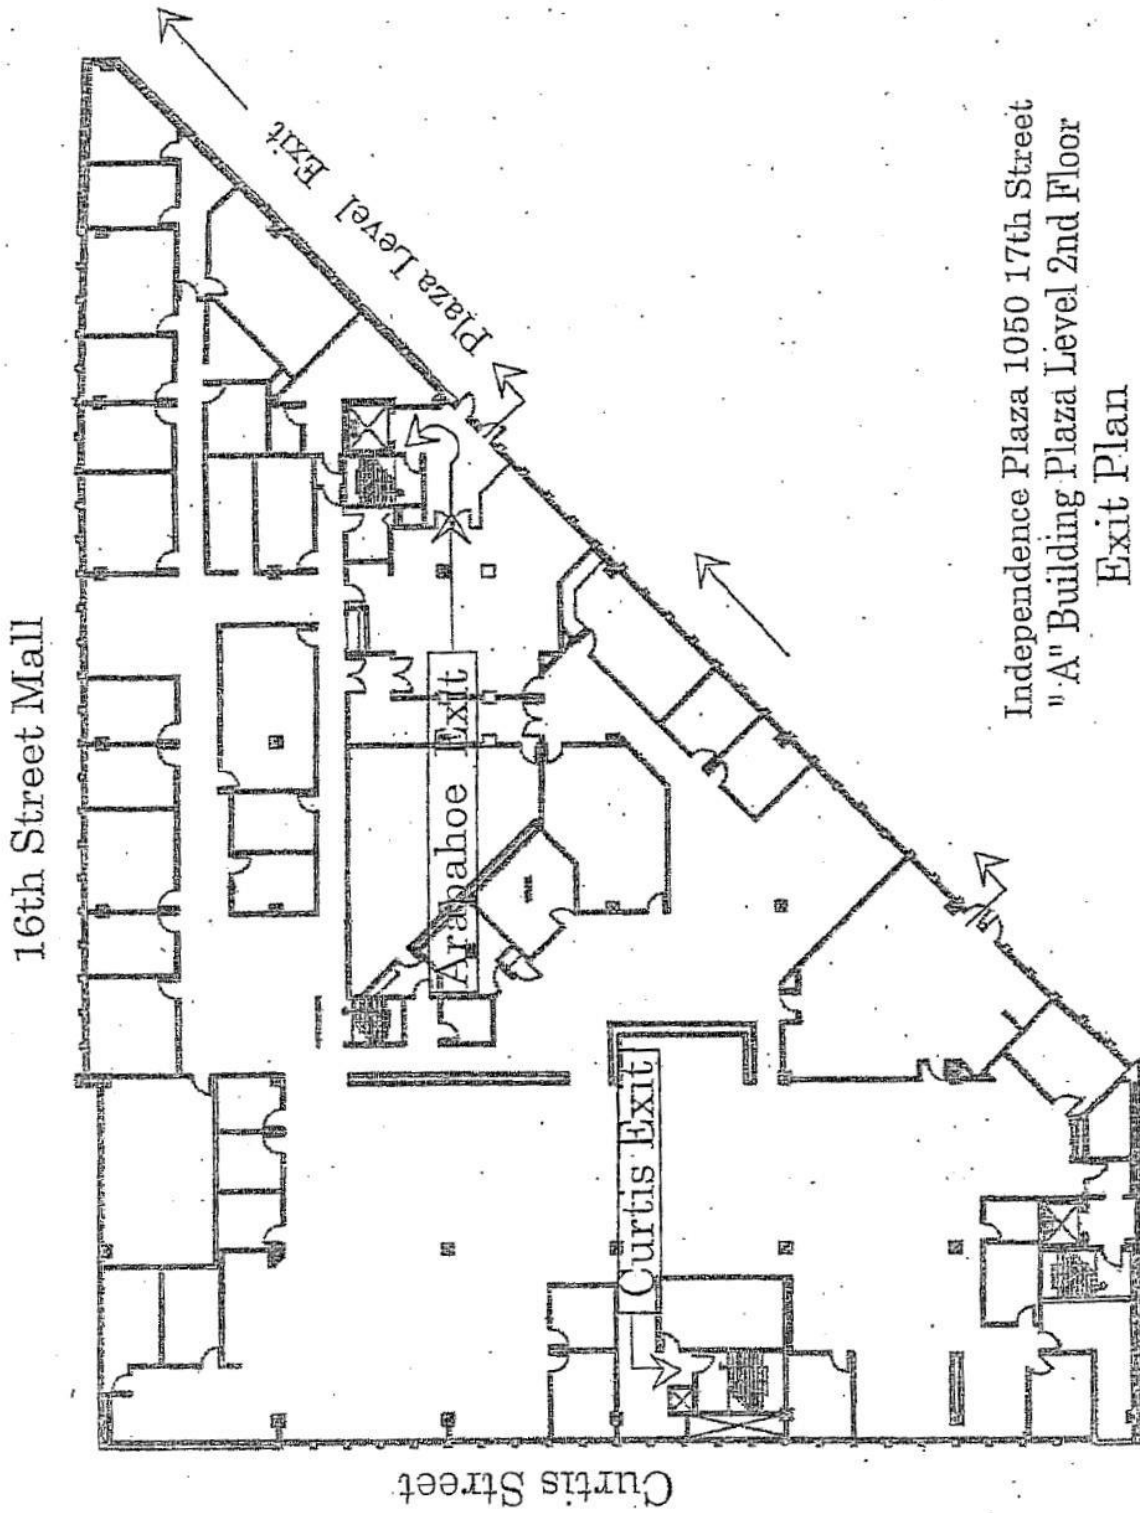 16th Street Mall
Plaza Level Exit
Arapahoe Exit
Curtis Exit
Curtis Street
Independence Plaza 1050 17th Street
"A" Building Plaza Level 2nd Floor
Exit Plan